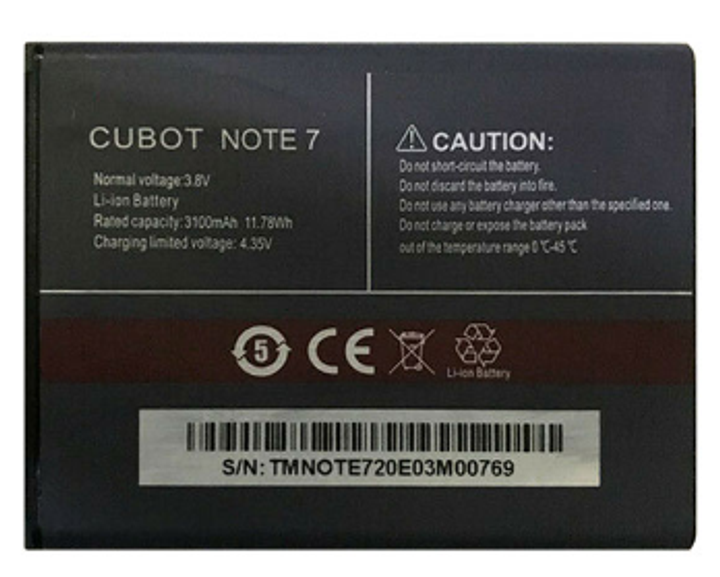 CUBOT NOTE 7
Normal voltage:3.8V
Li-ion Battery
Rated capacity:3100mAh 11.78Wh
Charging limited voltage: 4.35V
CAUTION:
Do not short-circuit the battery.
Do not discard the battery into fire.
Do not use any battery charger other than the specified one.
Do not charge or expose the battery pack
out of the temperature range 0℃-45℃
5 CE
Li-ion Battery
S/N: TMNOTE720E03M00769